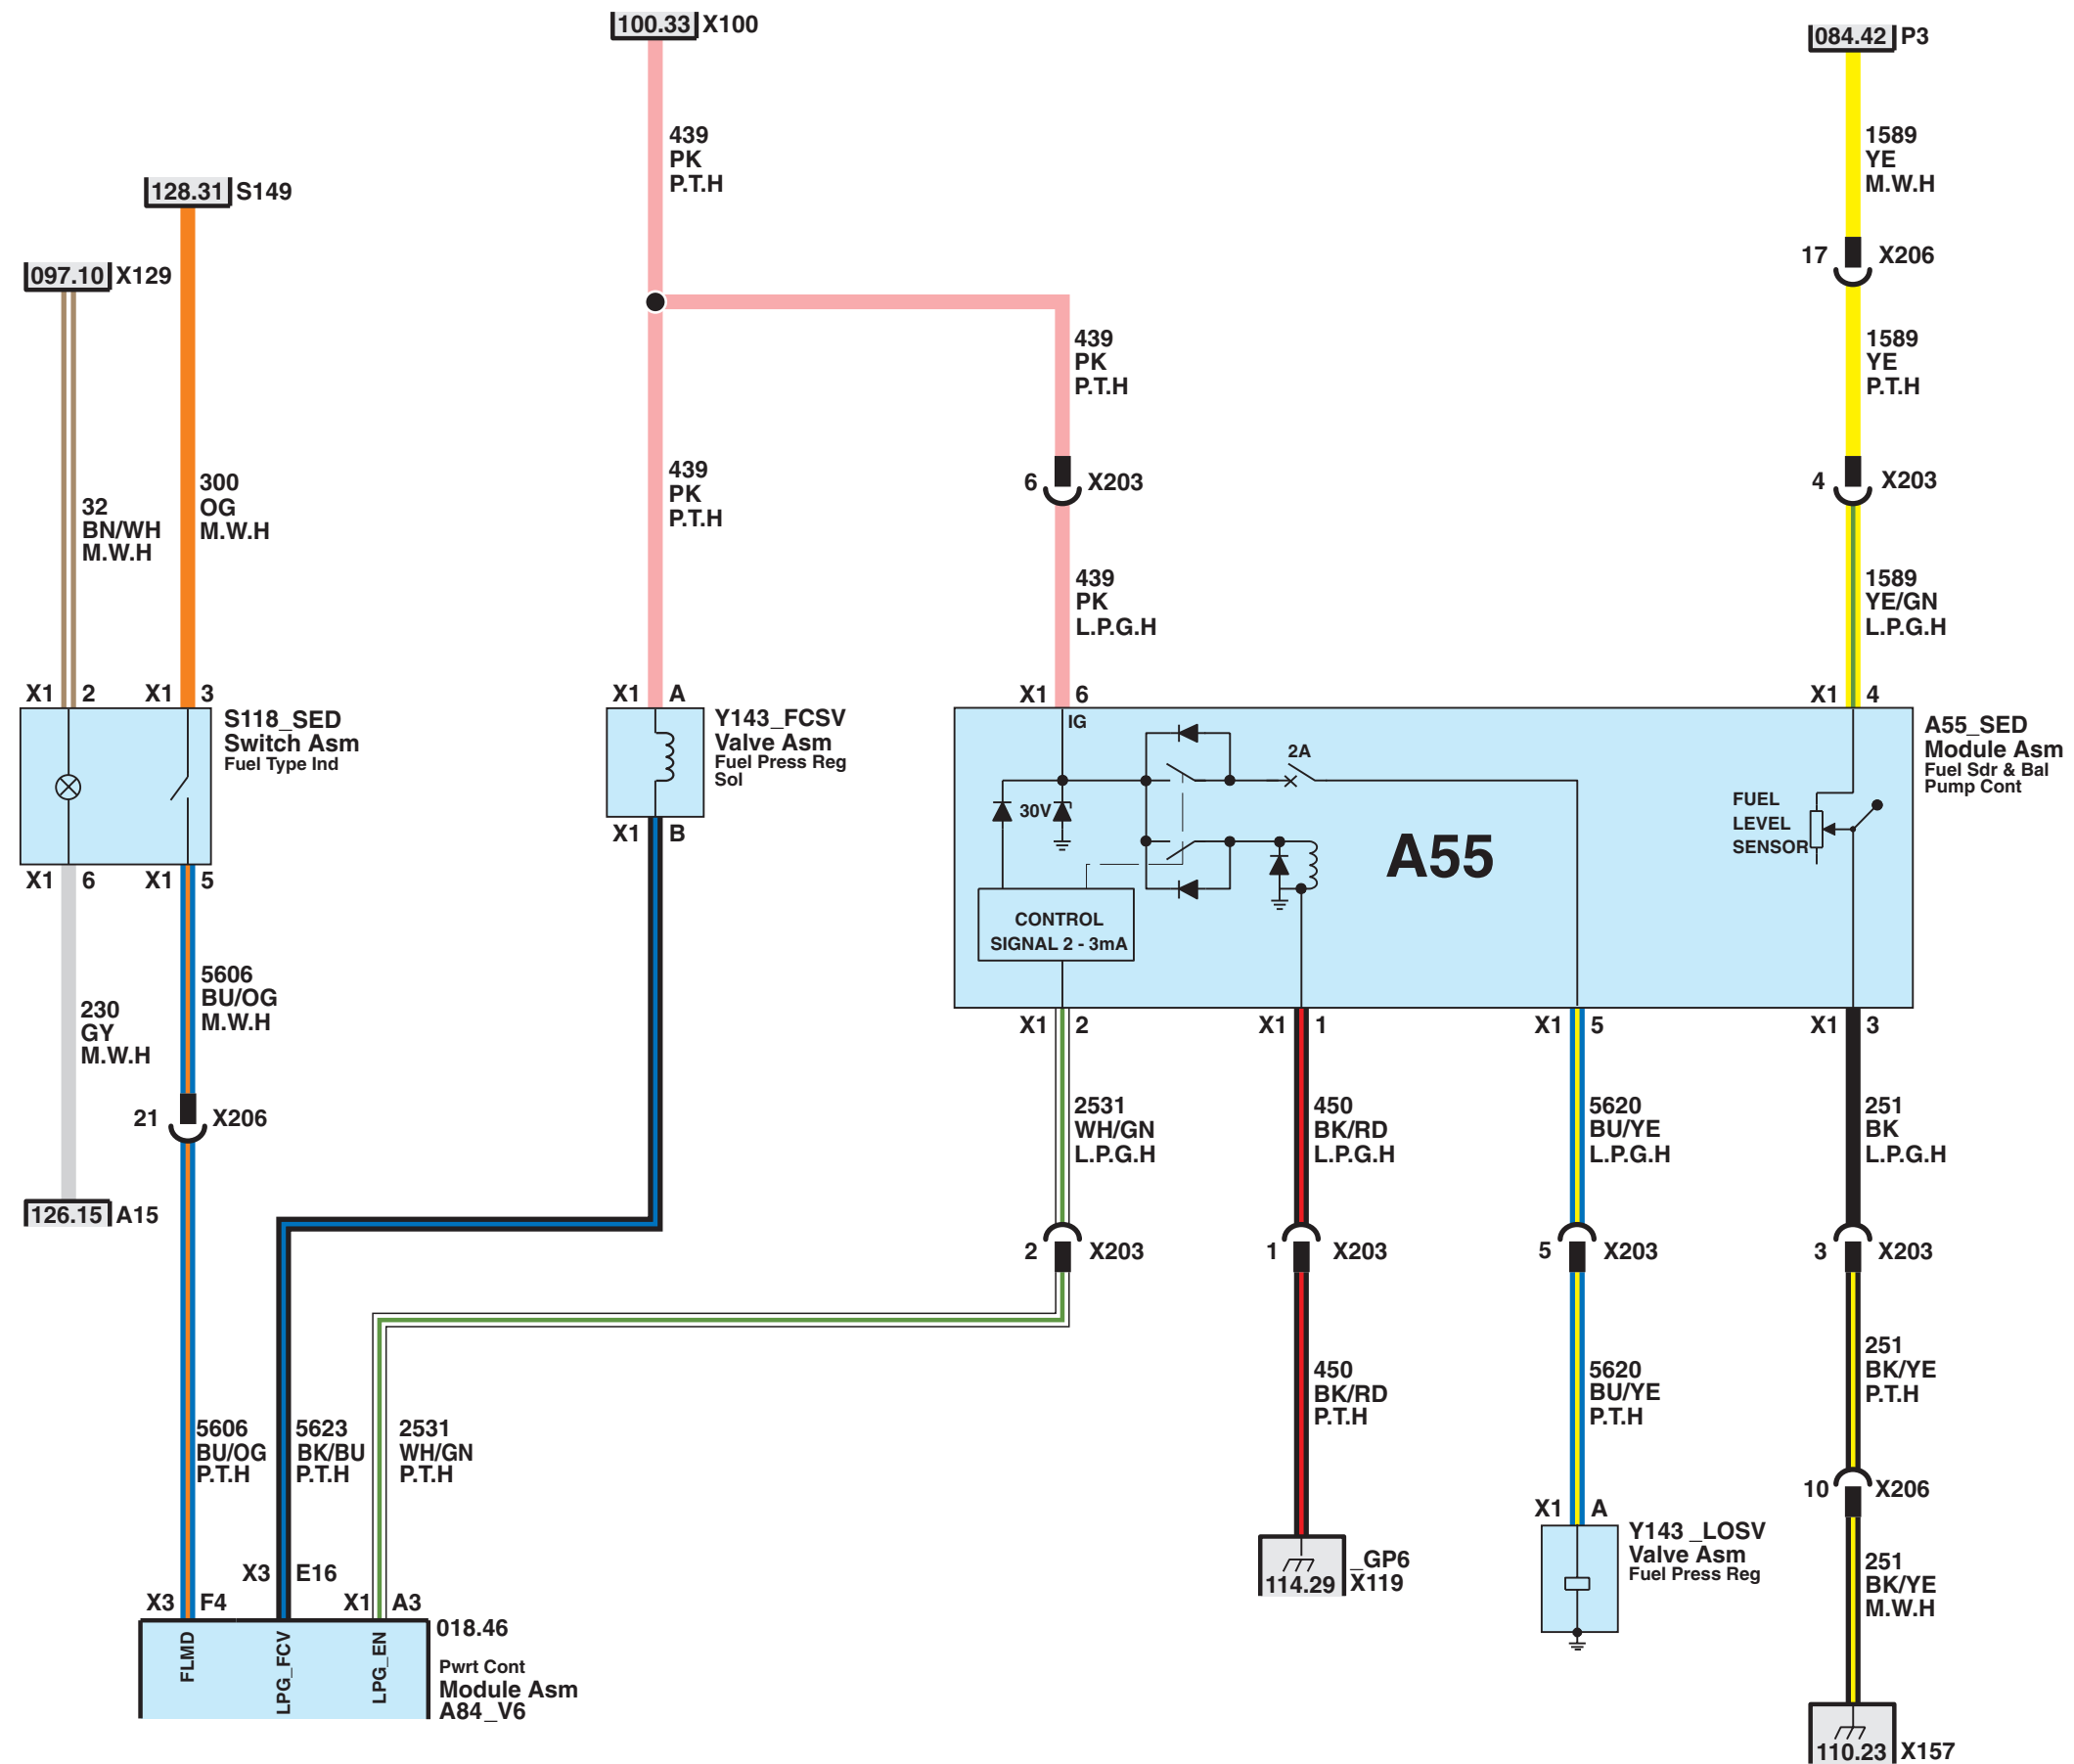 100.33 X100
084.42 P3
439
PK
P.T.H
1589
YE
M.W.H
128.31 S149
17 X206
097.10 X129
439
PK
P.T.H
1589
YE
P.T.H
300
OG
M.W.H
439
PK
P.T.H
6 X203
4 X203
32
BN/WH
M.W.H
439
PK
L.P.G.H
1589
YE/GN
L.P.G.H
X1 2
X1 3
X1 A
X1 6
X1 4
S118_SED
Switch Asm
Fuel Type Ind
Y143_FCSV
Valve Asm
Fuel Press Reg
Sol
IG
2A
30V
A55
FUEL
LEVEL
SENSOR
A55_SED
Module Asm
Fuel Sdr & Bal
Pump Cont
X1 B
X1 6
X1 5
CONTROL
SIGNAL 2 - 3mA
5606
BU/OG
M.W.H
230
GY
M.W.H
X1 2
X1 1
X1 5
X1 3
21 X206
2531
WH/GN
L.P.G.H
450
BK/RD
L.P.G.H
5620
BU/YE
L.P.G.H
251
BK
L.P.G.H
126.15 A15
2 X203
1 X203
5 X203
3 X203
450
BK/RD
P.T.H
5620
BU/YE
P.T.H
251
BK/YE
P.T.H
5606
BU/OG
P.T.H
5623
BK/BU
P.T.H
2531
WH/GN
P.T.H
10 X206
X1 A
Y143_LOSV
Valve Asm
Fuel Press Reg
_GP6
114.29 X119
251
BK/YE
M.W.H
X3 F4
X3 E16
X1 A3
FLMD
LPG_FCV
LPG_EN
018.46
Pwrt Cont
Module Asm
A84_V6
110.23 X157